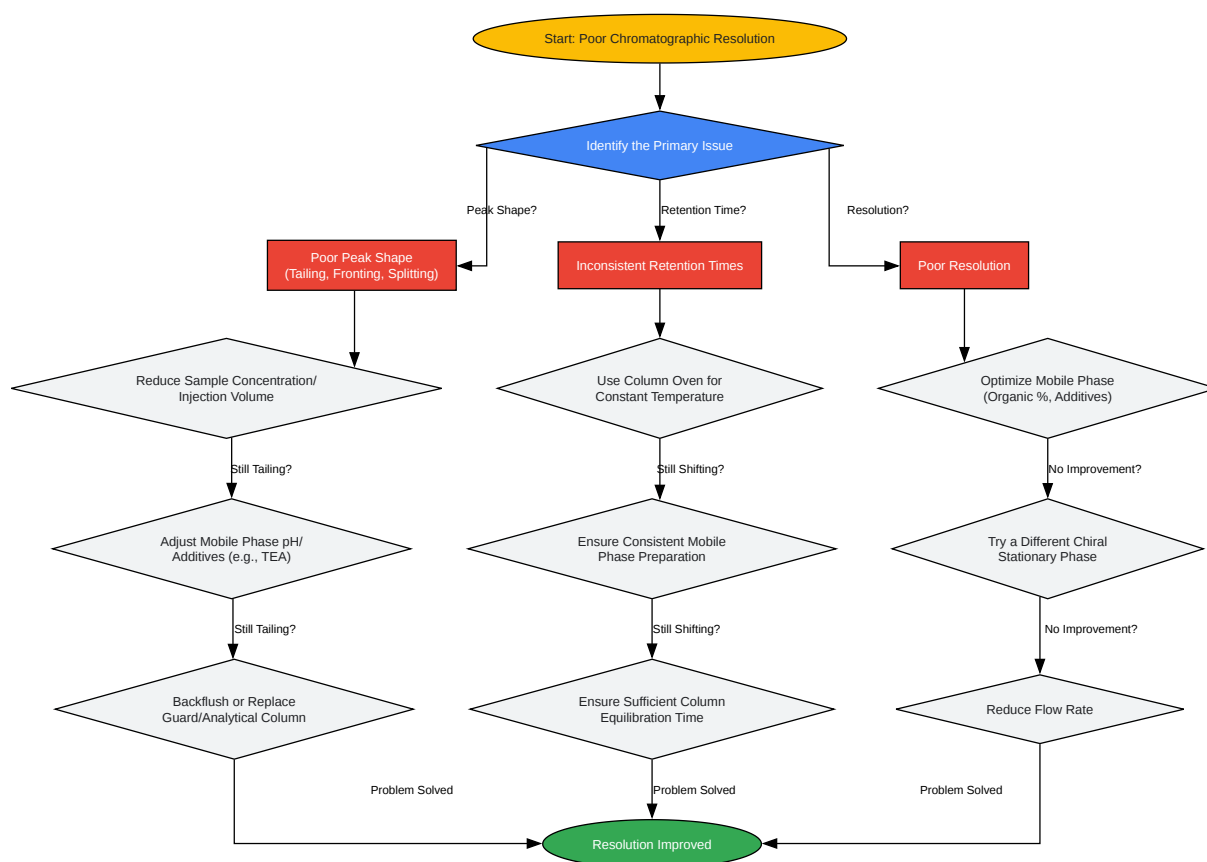 Start: Poor Chromatographic Resolution
Identify the Primary Issue
Peak Shape?
Retention Time?
Resolution?
Poor Peak Shape
(Tailing, Fronting, Splitting)
Inconsistent Retention Times
Poor Resolution
Reduce Sample Concentration/
Injection Volume
Use Column Oven for
Constant Temperature
Optimize Mobile Phase
(Organic %, Additives)
Still Tailing?
Still Shifting?
No Improvement?
Adjust Mobile Phase pH/
Additives (e.g., TEA)
Ensure Consistent Mobile
Phase Preparation
Try a Different Chiral
Stationary Phase
Still Tailing?
Still Shifting?
No Improvement?
Backflush or Replace
Guard/Analytical Column
Ensure Sufficient Column
Equilibration Time
Reduce Flow Rate
Problem Solved
Problem Solved
Problem Solved
Resolution Improved